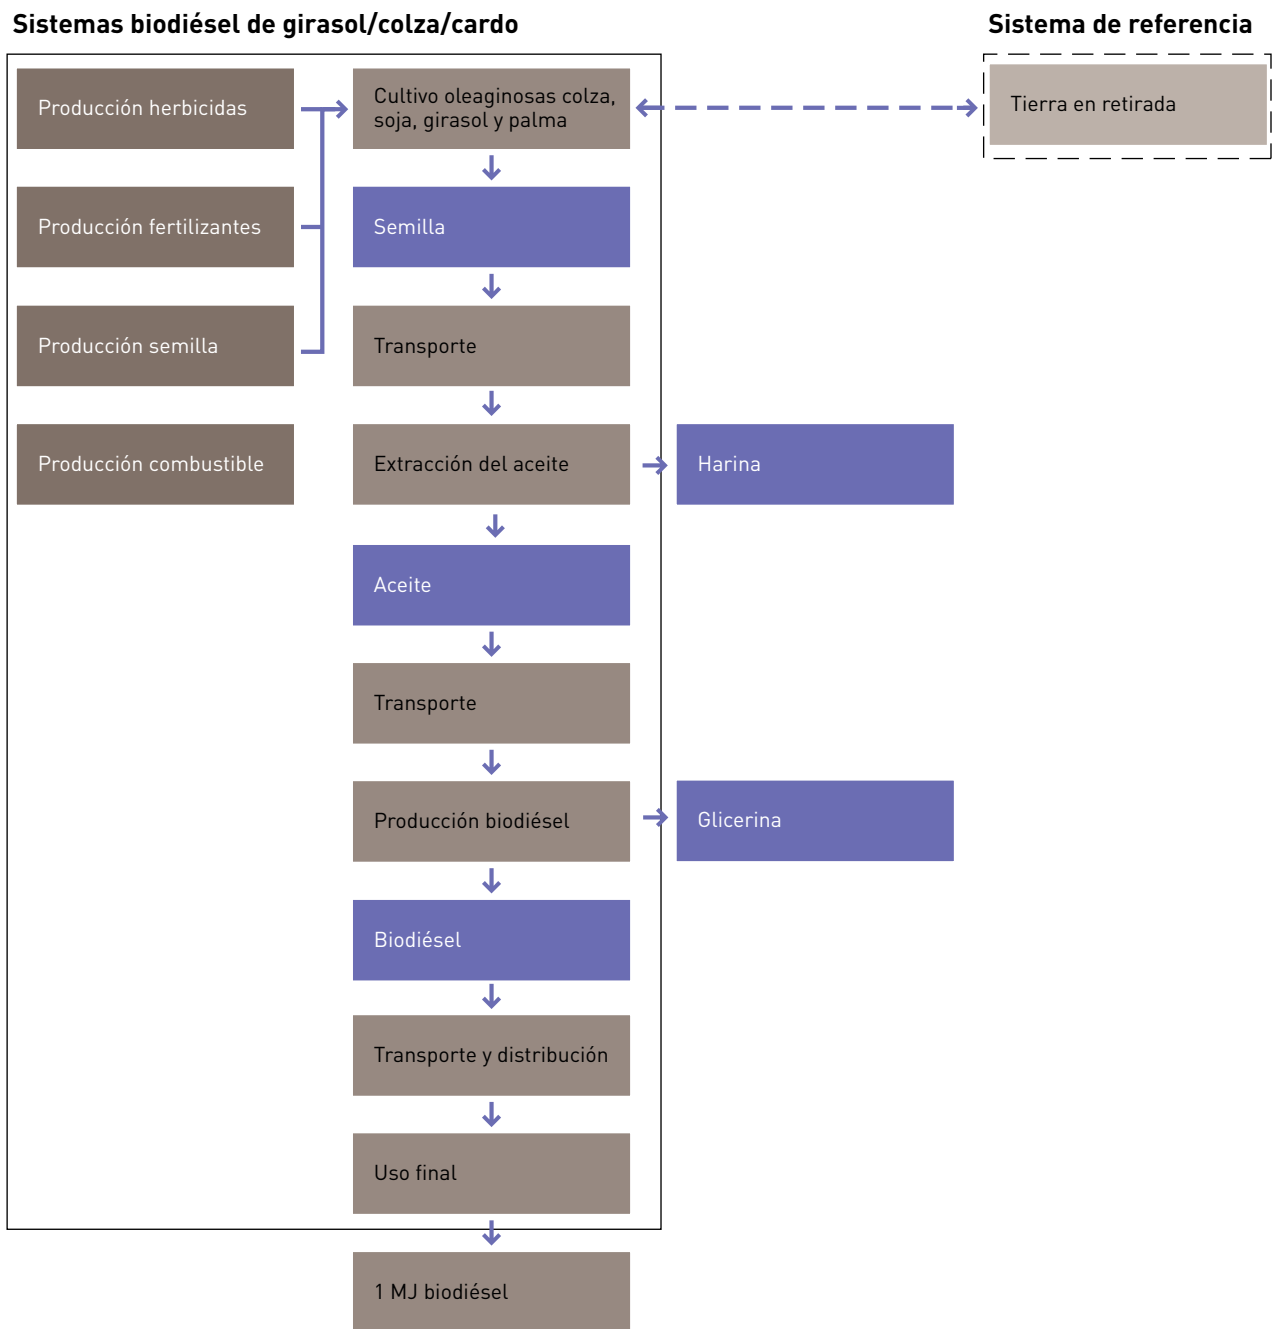 Sistemas biodiésel de girasol/colza/cardo
Sistema de referencia
Producción herbicidas
Cultivo oleaginosas colza,
soja, girasol y palma
Tierra en retirada
Producción fertilizantes
Semilla
Producción semilla
Transporte
Producción combustible
Extracción del aceite
Harina
Aceite
Transporte
Producción biodiésel
Glicerina
Biodiésel
Transporte y distribución
Uso final
1 MJ biodiésel